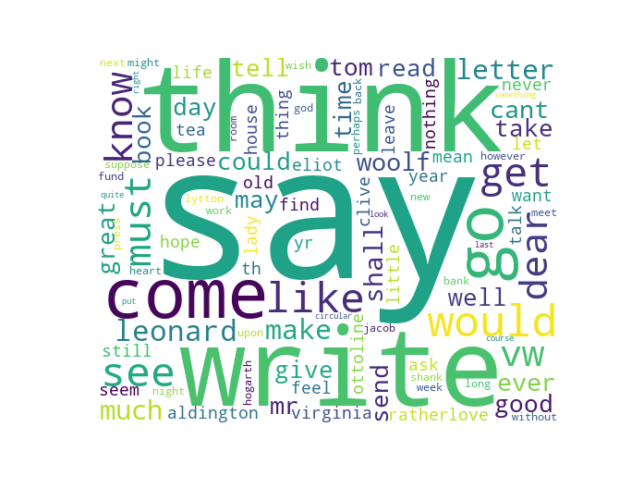 next might life tell wish tom read letter
right think never
know book day tea room house thing god time perhaps back nothing leave cant something
take let
suppose please could eliot woolf mean however
fund must old clive year get
quite say lytton work may find new want
great press lady yr shall look talk meet go dear
hope little last
heart th
come like bank well
put circular jacob would
leonard upon make course
still write ottoline vw
see give ask
seem night hogarth feel send shank week long ever
much aldington mr virginia rather love good without